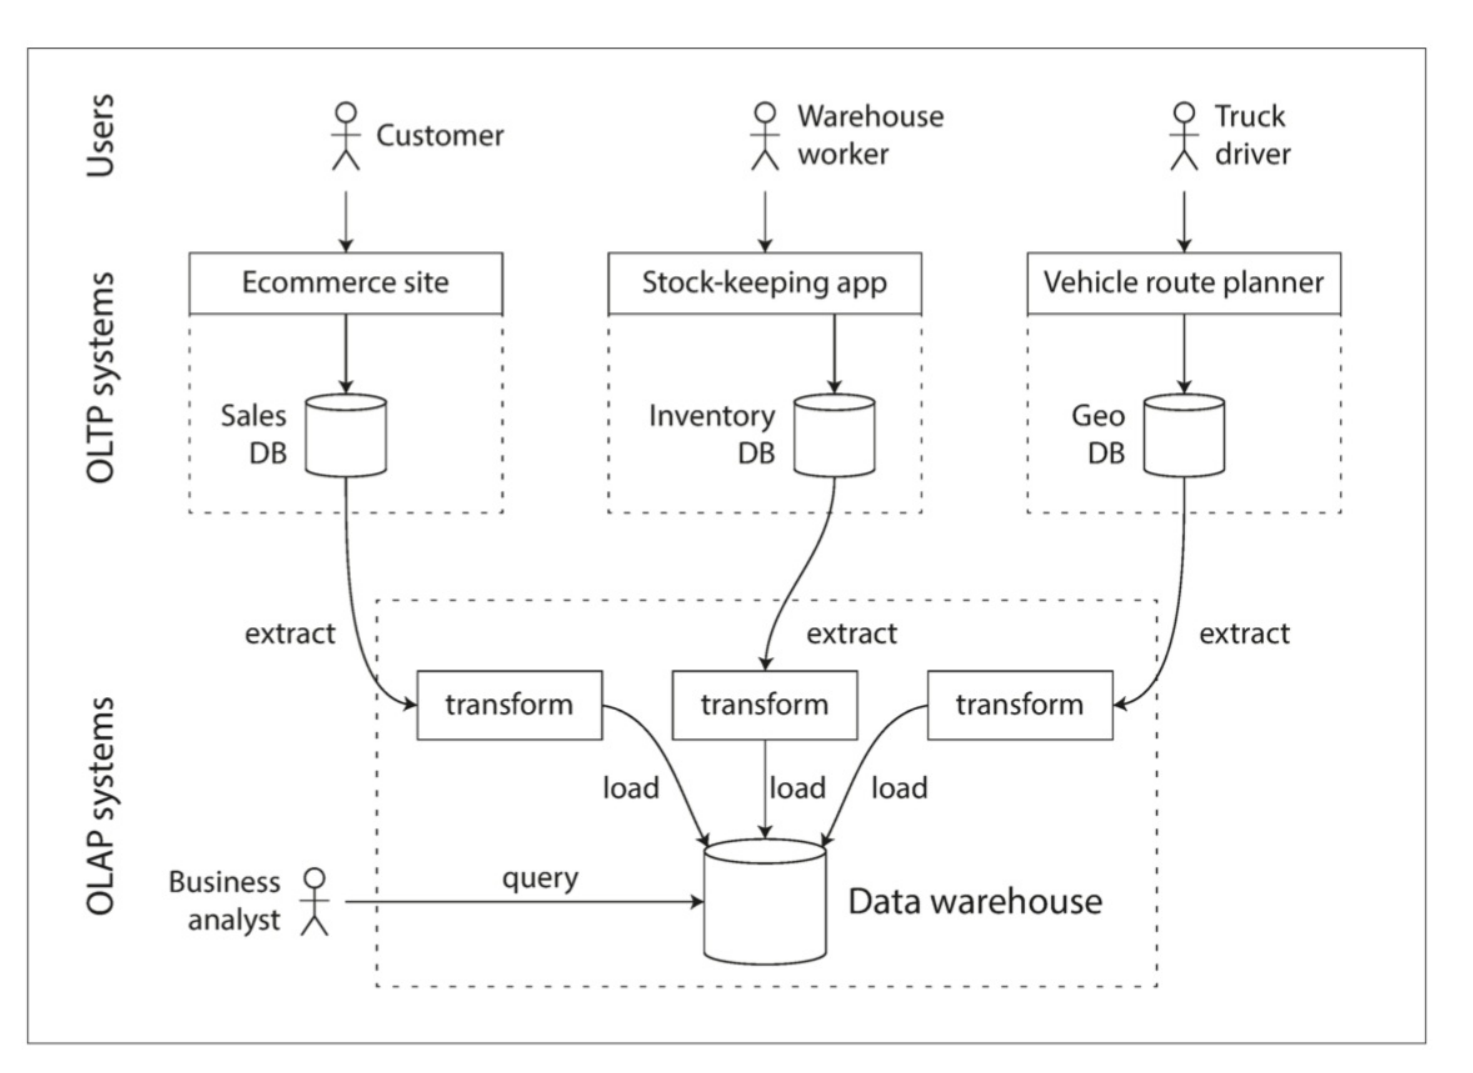 Users
Customer
Warehouse
worker
Truck
driver
OLTP systems
Ecommerce site
Stock-keeping app
Vehicle route planner
Sales
DB
Inventory
DB
Geo
DB
extract
extract
extract
OLAP systems
transform
transform
transform
load
load
load
Business
analyst
query
Data warehouse